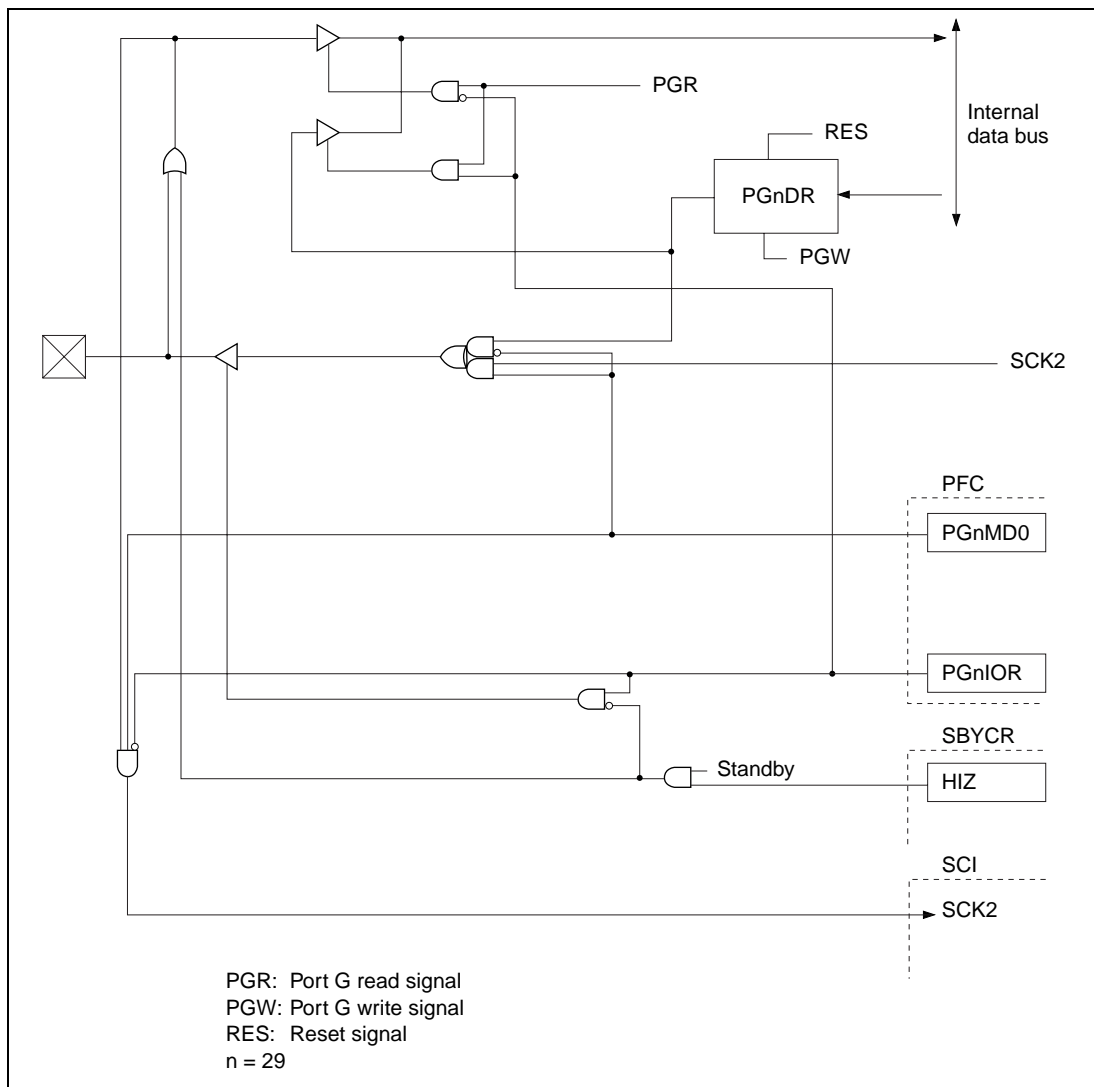 PGR
Internal
data bus
RES
PGnDR
PGW
SCK2
PFC
PGnMD0
PGnIOR
SBYCR
Standby
HIZ
SCI
SCK2
PGR: Port G read signal
PGW: Port G write signal
RES: Reset signal
n = 29